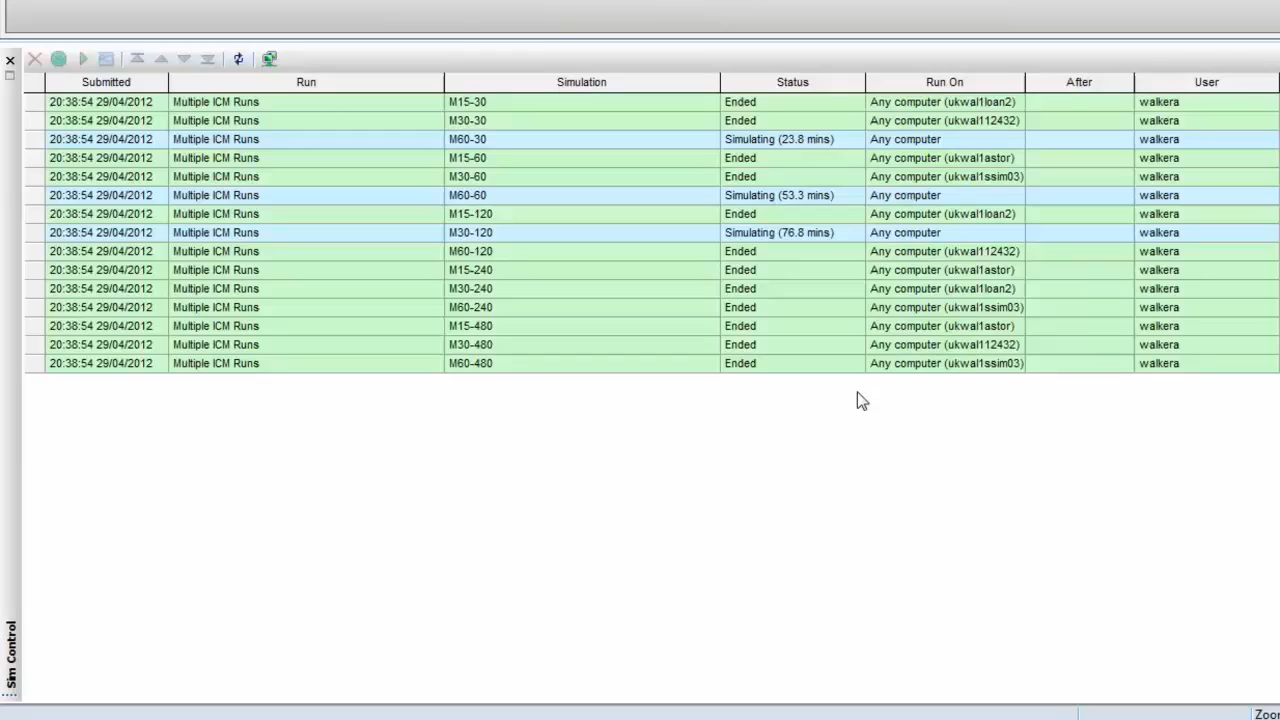 Submitted Run Simulation Status Run On After User
20:38:54 29/04/2012 Multiple ICM Runs M15-30 Ended Any computer (ukwal1loan2) walkera
20:38:54 29/04/2012 Multiple ICM Runs M30-30 Ended Any computer (ukwal112432) walkera
20:38:54 29/04/2012 Multiple ICM Runs M60-30 Simulating (23.8 mins) Any computer walkera
20:38:54 29/04/2012 Multiple ICM Runs M15-60 Ended Any computer (ukwal1astor) walkera
20:38:54 29/04/2012 Multiple ICM Runs M30-60 Ended Any computer (ukwal1ssim03) walkera
20:38:54 29/04/2012 Multiple ICM Runs M60-60 Simulating (53.3 mins) Any computer walkera
20:38:54 29/04/2012 Multiple ICM Runs M15-120 Ended Any computer (ukwal1loan2) walkera
20:38:54 29/04/2012 Multiple ICM Runs M30-120 Simulating (76.8 mins) Any computer walkera
20:38:54 29/04/2012 Multiple ICM Runs M60-120 Ended Any computer (ukwal112432) walkera
20:38:54 29/04/2012 Multiple ICM Runs M15-240 Ended Any computer (ukwal1astor) walkera
20:38:54 29/04/2012 Multiple ICM Runs M30-240 Ended Any computer (ukwal1loan2) walkera
20:38:54 29/04/2012 Multiple ICM Runs M60-240 Ended Any computer (ukwal1ssim03) walkera
20:38:54 29/04/2012 Multiple ICM Runs M15-480 Ended Any computer (ukwal1astor) walkera
20:38:54 29/04/2012 Multiple ICM Runs M30-480 Ended Any computer (ukwal112432) walkera
20:38:54 29/04/2012 Multiple ICM Runs M60-480 Ended Any computer (ukwal1ssim03) walkera
Sim Control
Zoo